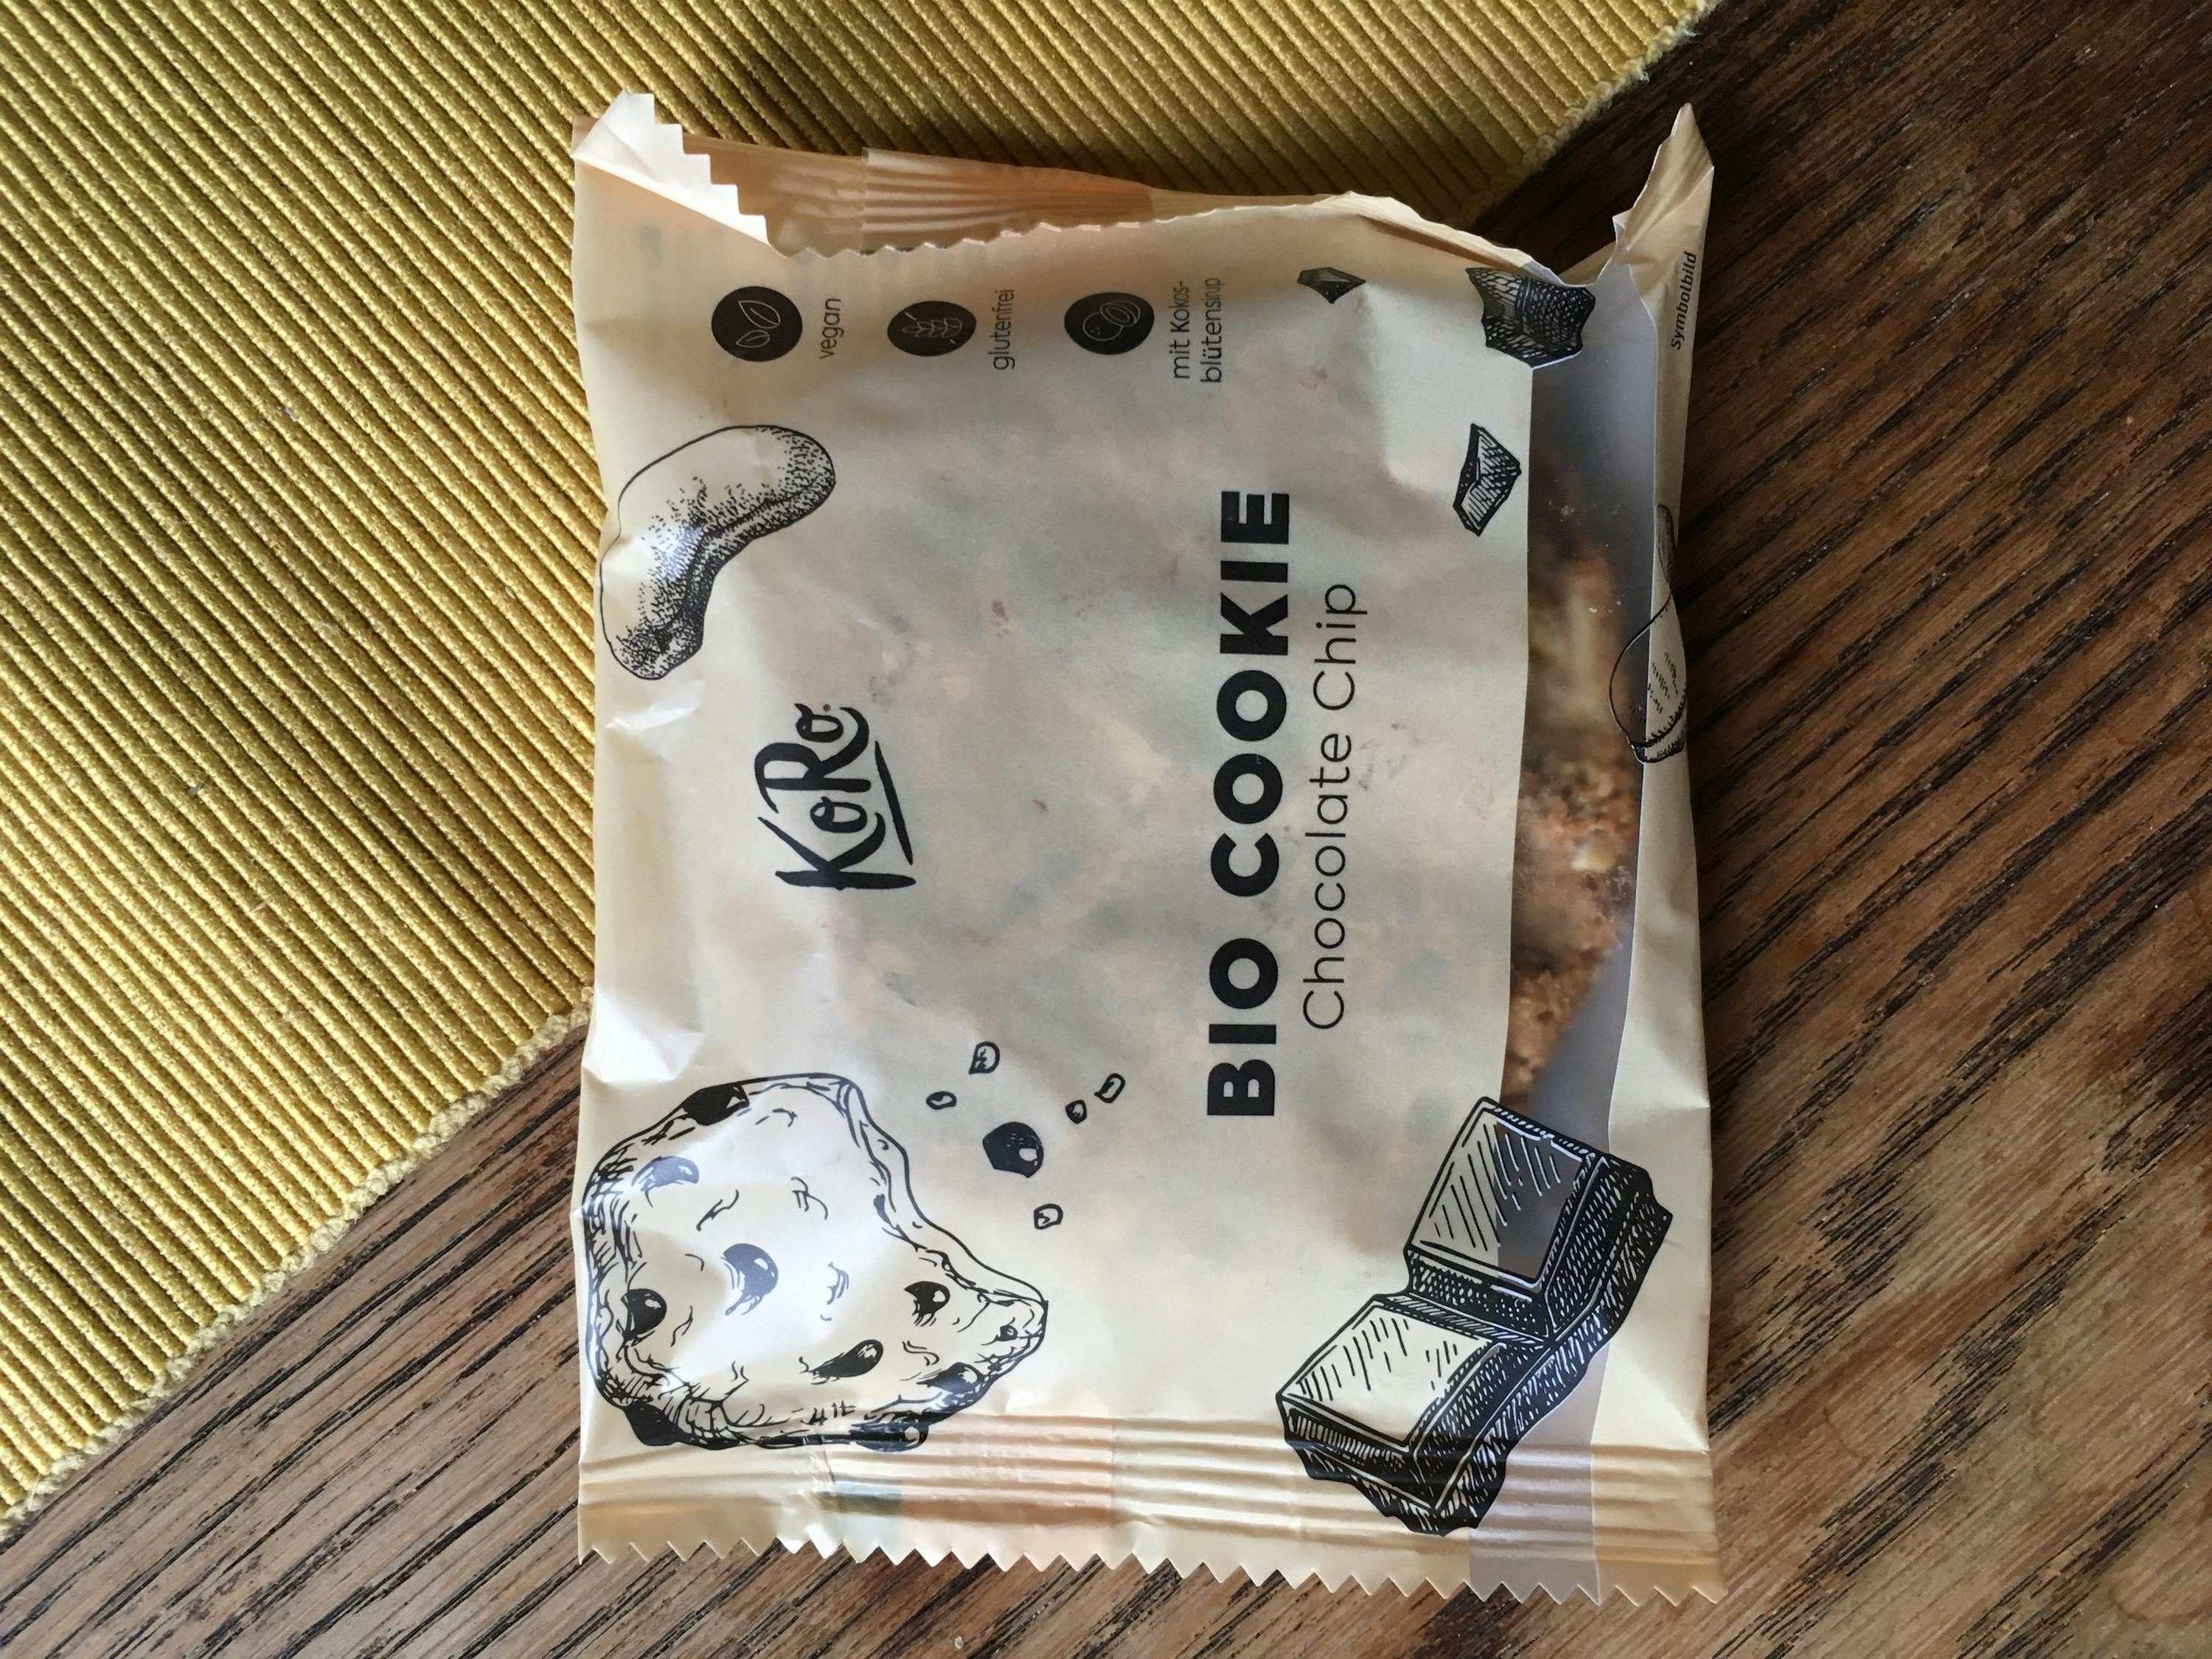 KoRo
vegan
glutenfrei
mit Kokos-
blütensirup
BIO COOKIE
Chocolate Chip
Symbolbild